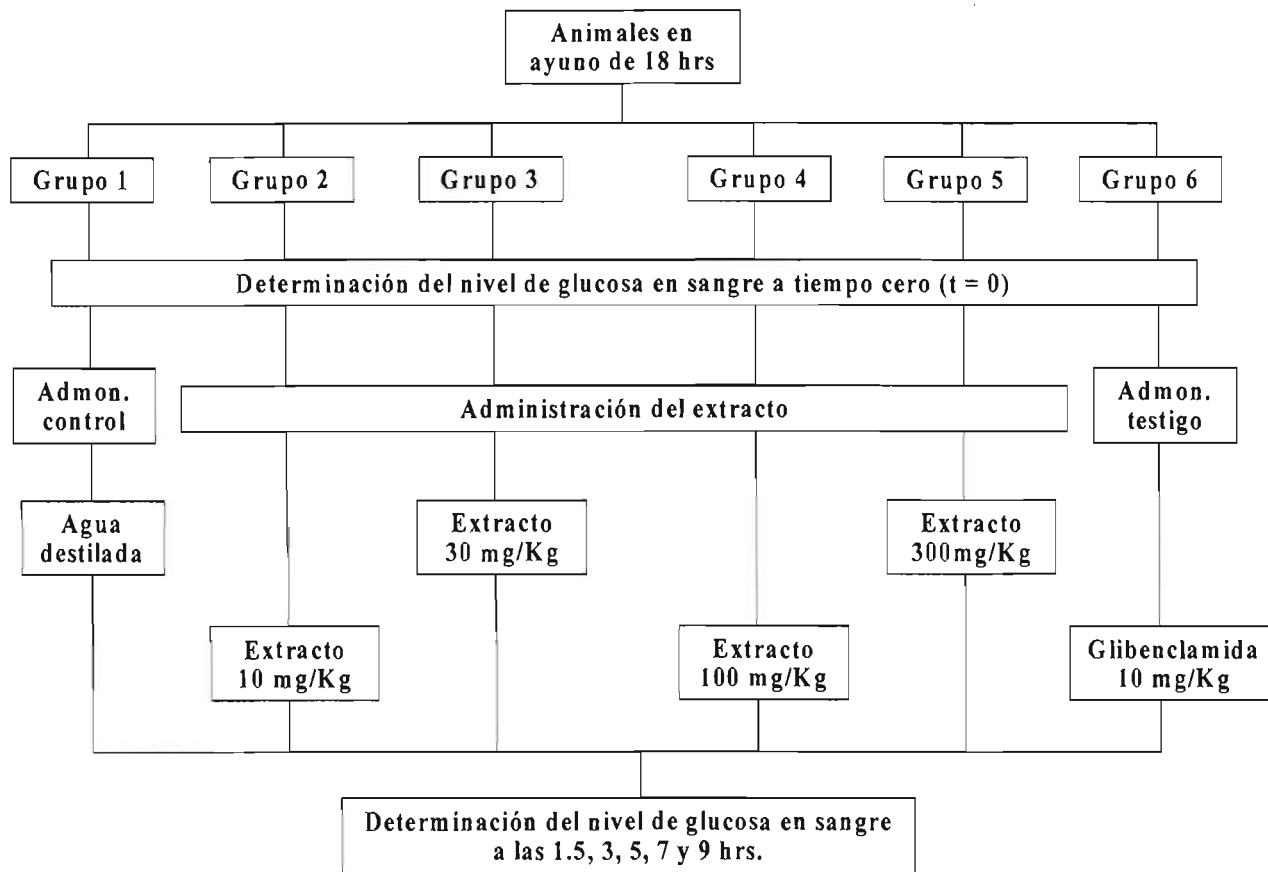 Animales en
ayuno de 18 hrs
Grupo 1
Grupo 2
Grupo 3
Grupo 4
Grupo 5
Grupo 6
Determinación del nivel de glucosa en sangre a tiempo cero (t = 0)
Admon.
control
Administración del extracto
Admon.
testigo
Agua
destilada
Extracto
30 mg/Kg
Extracto
300mg/Kg
Extracto
10 mg/Kg
Extracto
100 mg/Kg
Glibenclamida
10 mg/Kg
Determinación del nivel de glucosa en sangre
a las 1.5, 3, 5, 7 y 9 hrs.